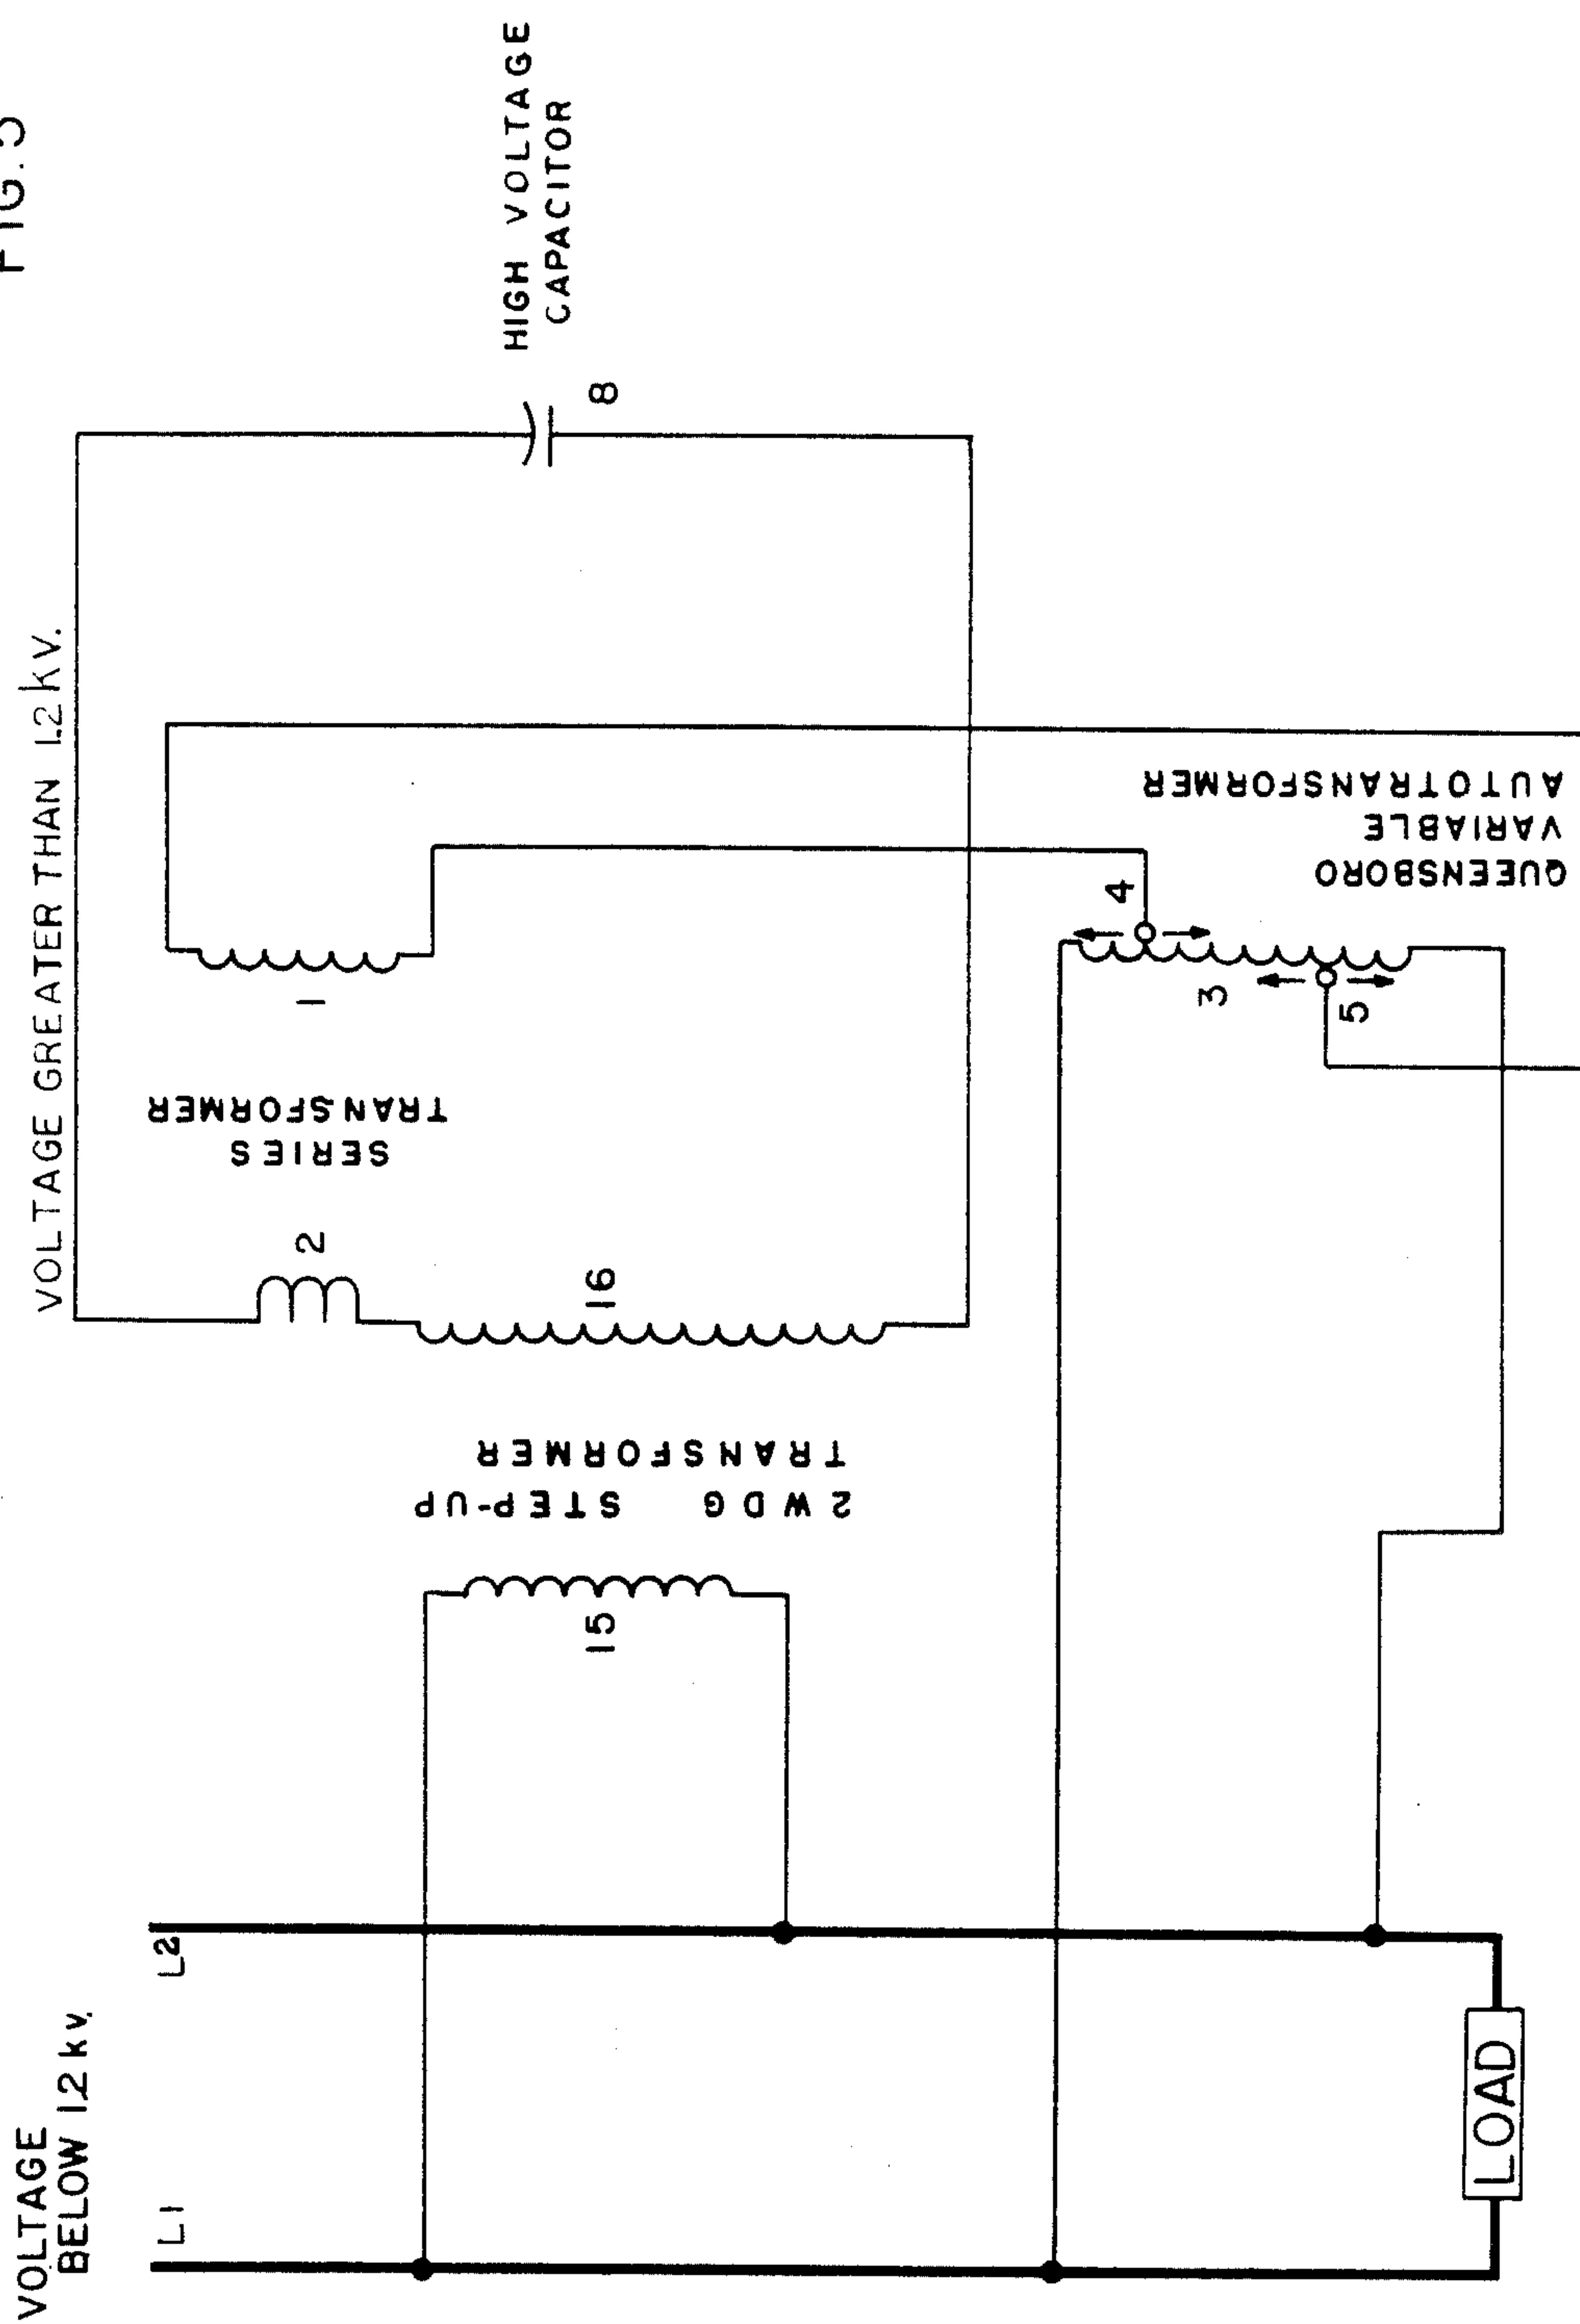 FIG. 5
VOLTAGE GREATER THAN 1.2 kV.
HIGH VOLTAGE
CAPACITOR
8
SERIES
TRANSFORMER
1
2
16
2 WDG STEP-UP
TRANSFORMER
15
QUEENSBORO
VARIABLE
AUTOTRANSFORMER
4
3
5
VOLTAGE
BELOW 1.2 kV.
L1
L2
LOAD